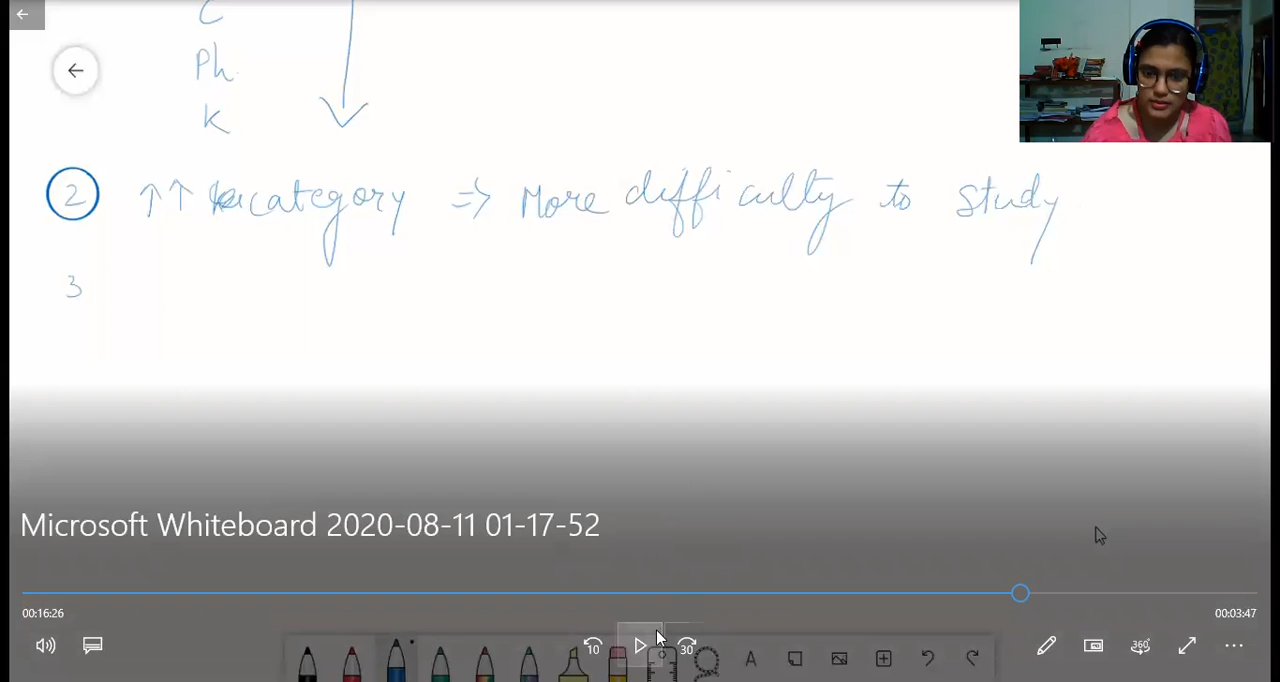 C
Ph
K
2 ↑↑ category => More difficulty to study
3
Microsoft Whiteboard 2020-08-11 01-17-52
00:16:26 00:03:47
10 30 360° A